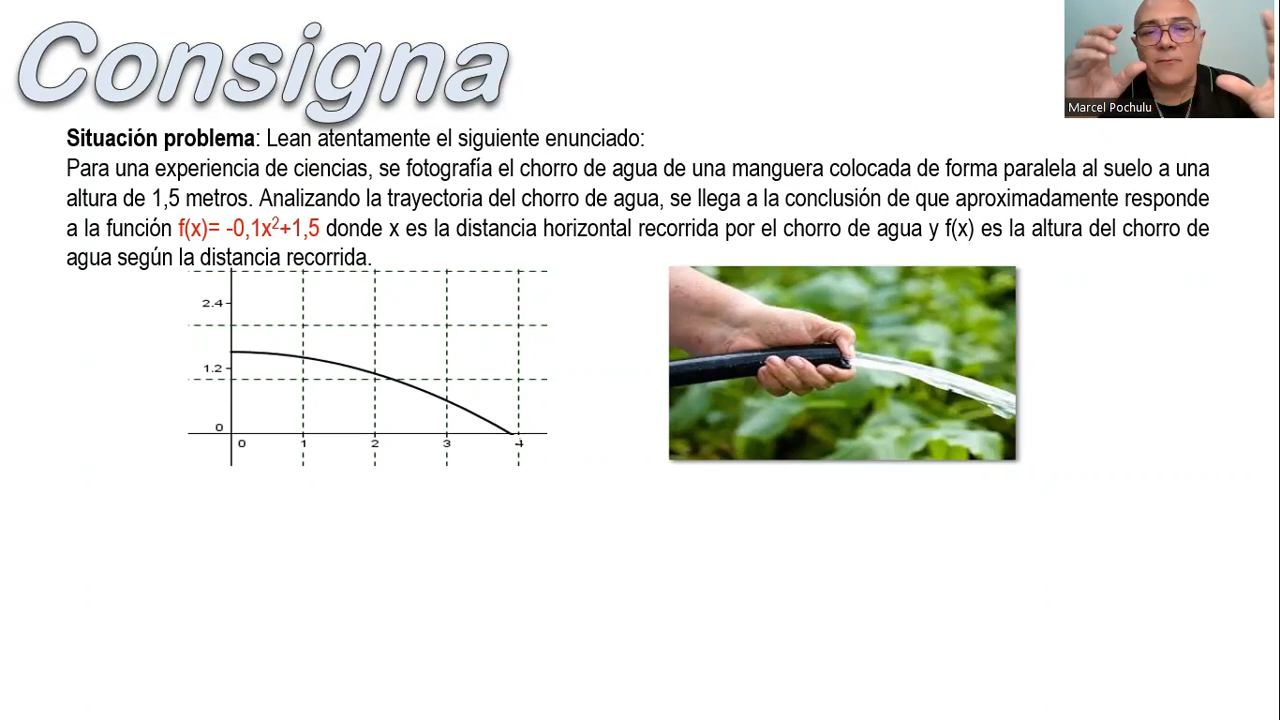 Consigna
Marcel Pochulu
Situación problema: Lean atentamente el siguiente enunciado:
Para una experiencia de ciencias, se fotografía el chorro de agua de una manguera colocada de forma paralela al suelo a una
altura de 1,5 metros. Analizando la trayectoria del chorro de agua, se llega a la conclusión de que aproximadamente responde
a la función f(x)= -0,1x²+1,5 donde x es la distancia horizontal recorrida por el chorro de agua y f(x) es la altura del chorro de
agua según la distancia recorrida.
2.4
1.2
0
0 1 2 3 4